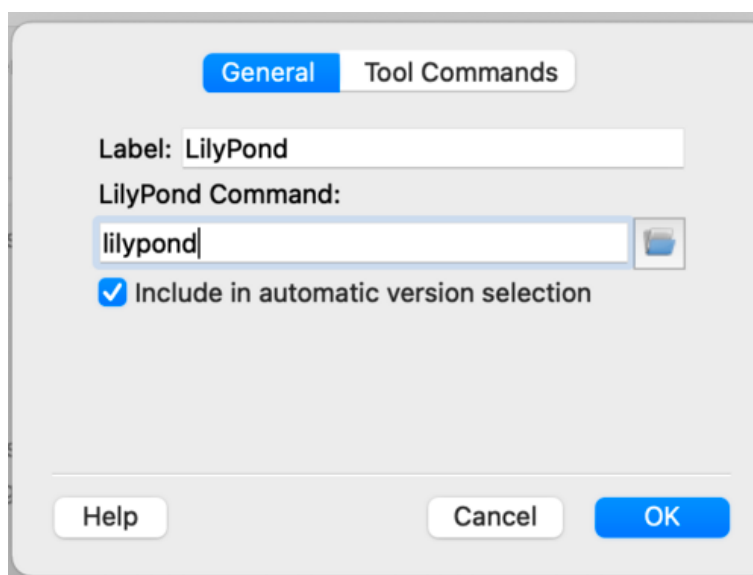 General Tool Commands
Label: LilyPond
LilyPond Command:
lilypond
Include in automatic version selection
Help Cancel OK